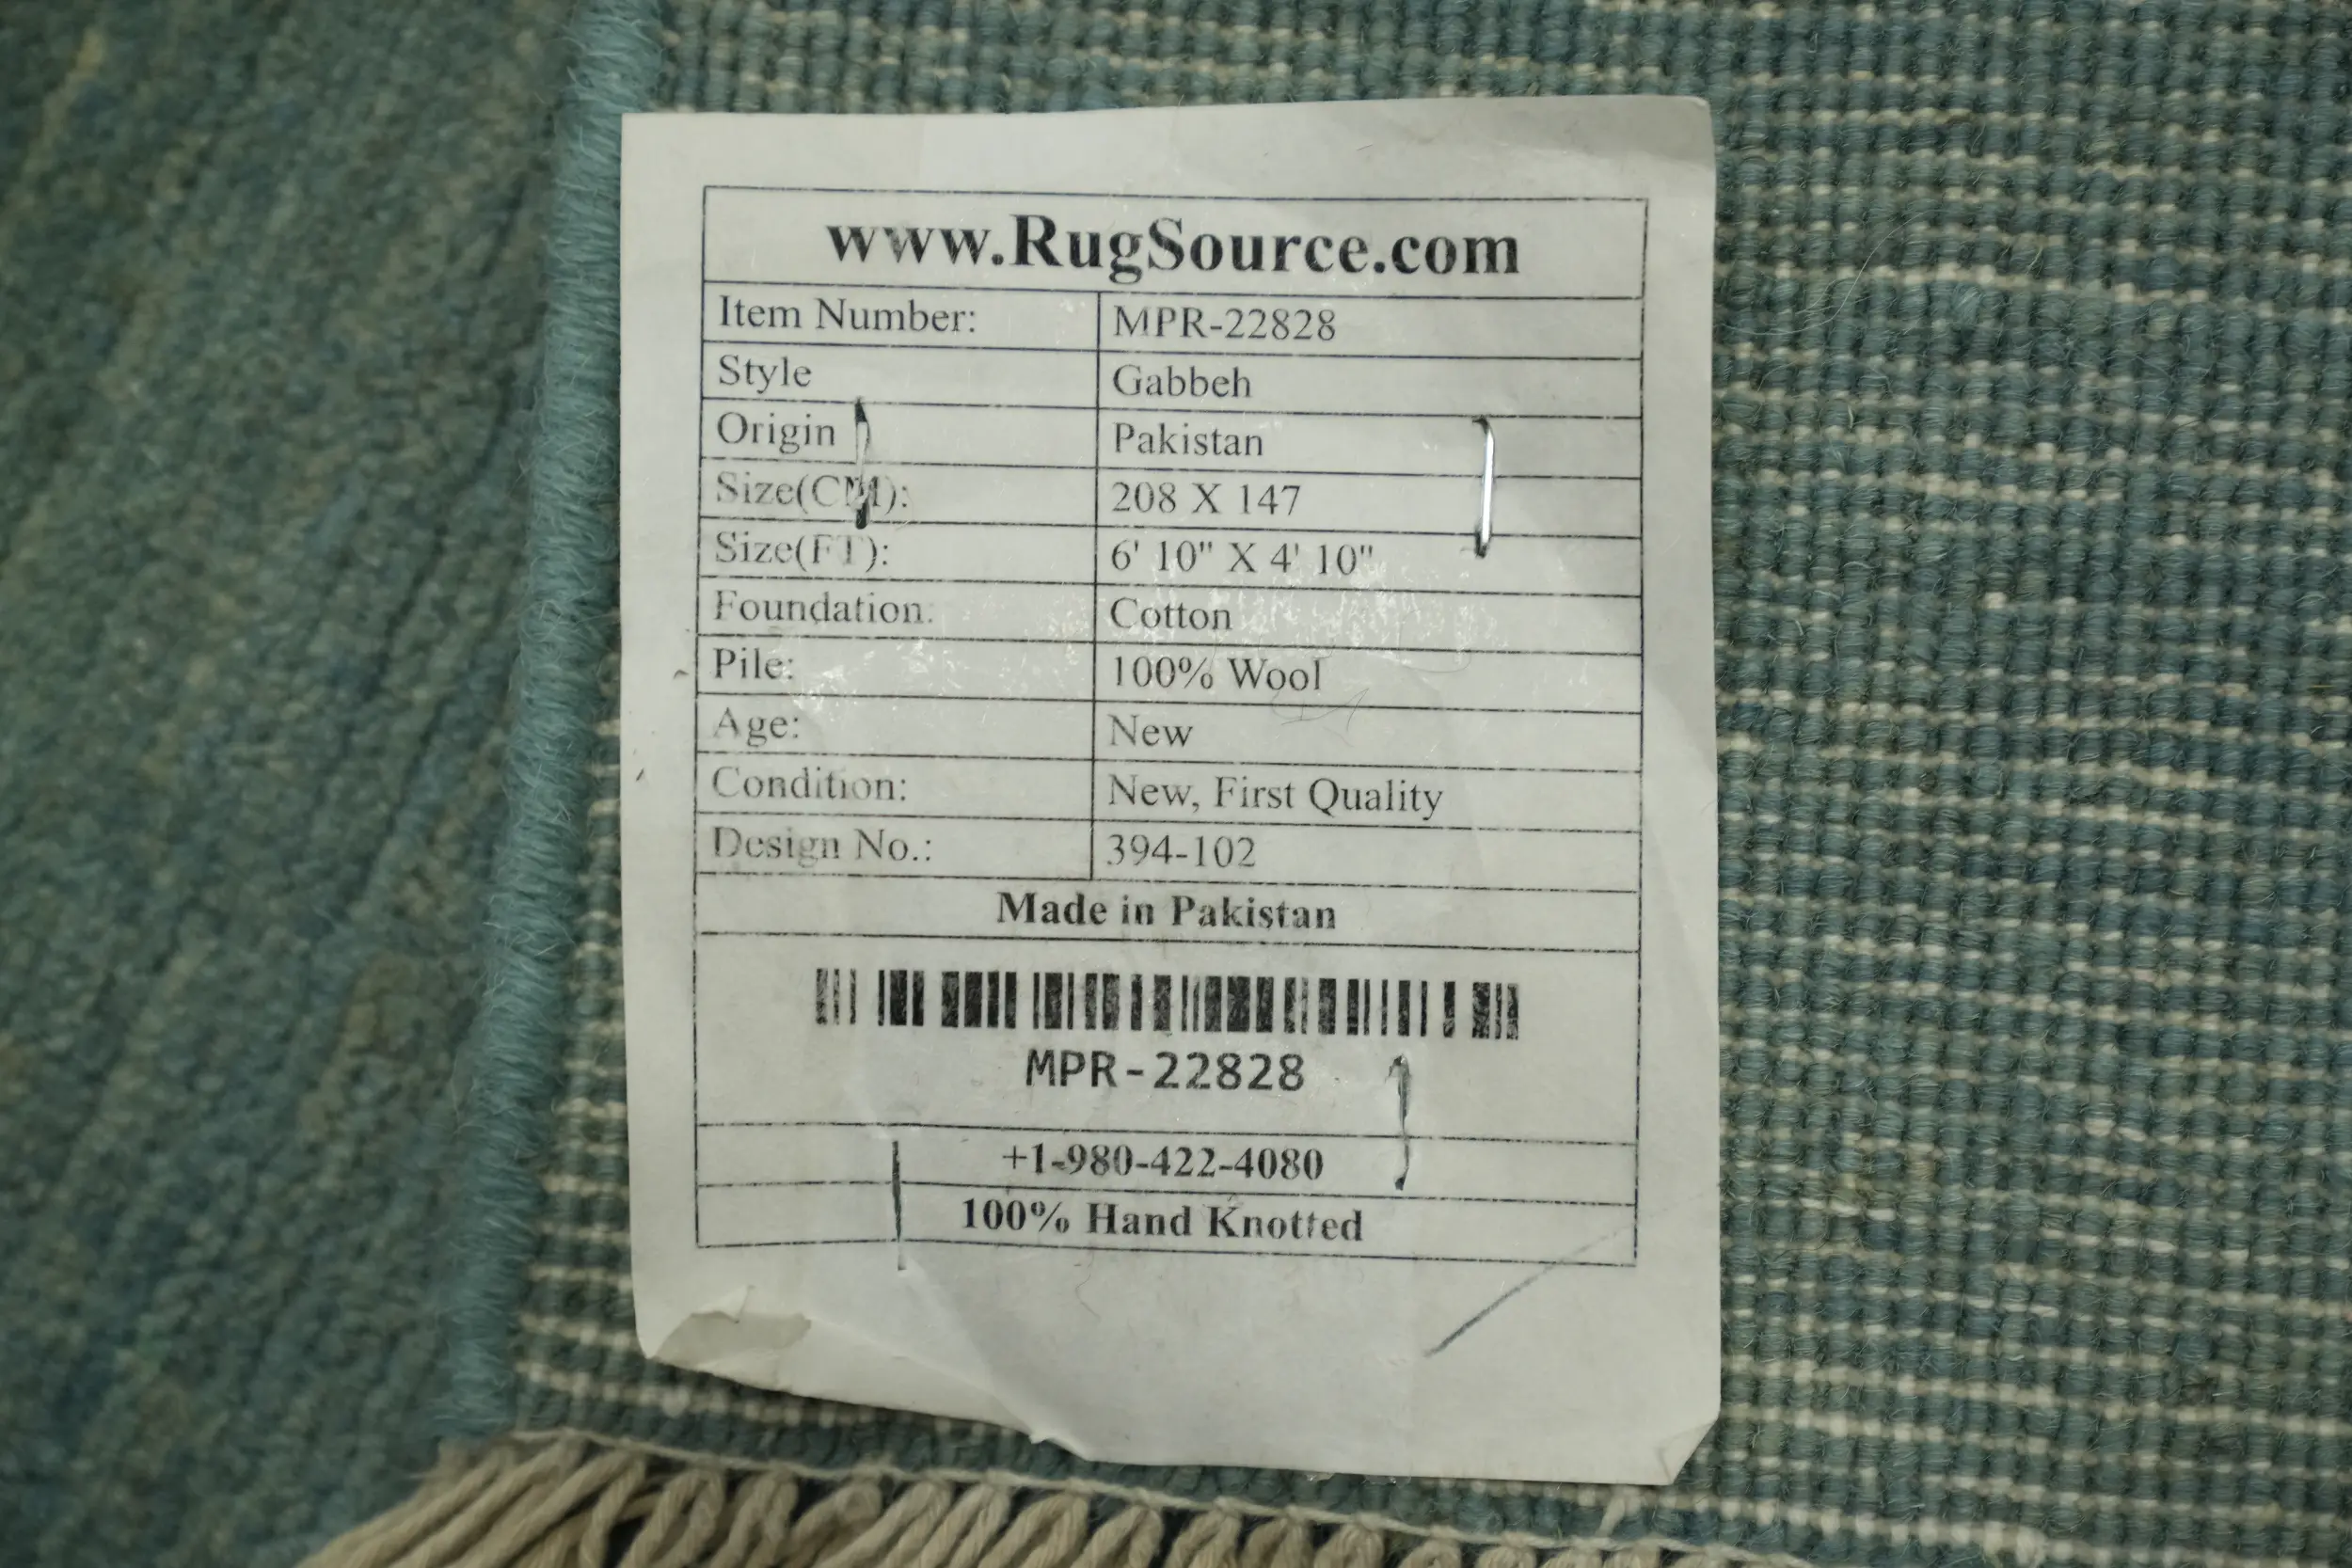 www.RugSource.com
Item Number: MPR-22828
Style Gabbeh
Origin Pakistan
Size(CM): 208 X 147
Size(FT): 6' 10" X 4' 10"
Foundation: Cotton
Pile: 100% Wool
Age: New
Condition: New, First Quality
Design No.: 394-102
Made in Pakistan
MPR-22828
+1-980-422-4080
100% Hand Knotted